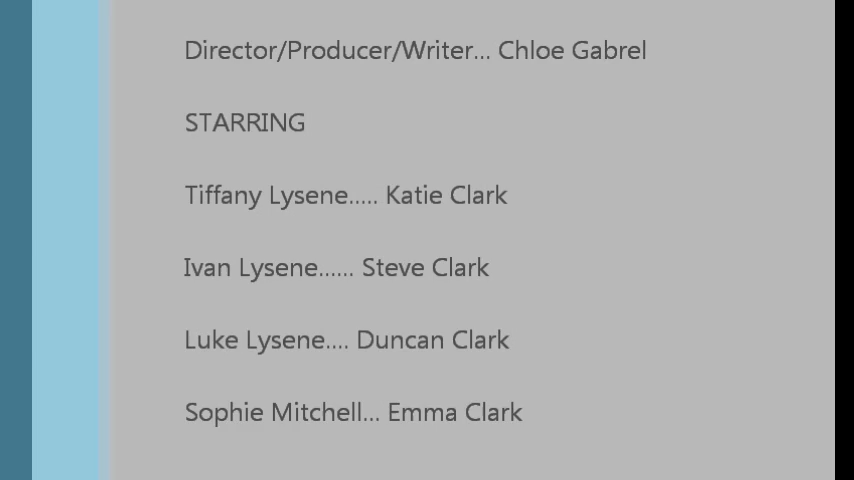 Director/Producer/Writer... Chloe Gabrel
STARRING
Tiffany Lysene..... Katie Clark
Ivan Lysene...... Steve Clark
Luke Lysene.... Duncan Clark
Sophie Mitchell... Emma Clark